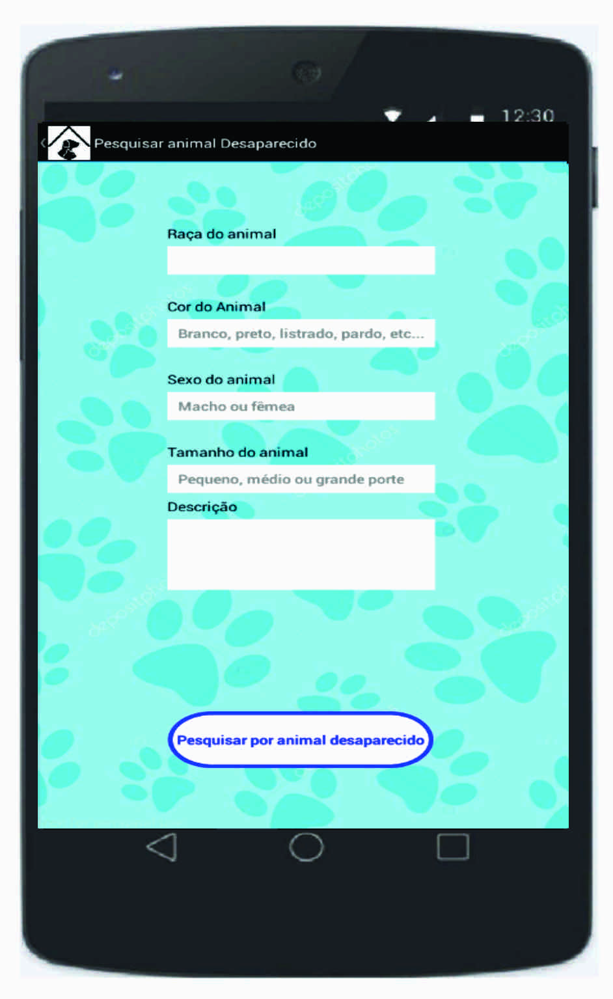 12:30
Pesquisar animal Desaparecido
depositphotos
Raça do animal
Cor do Animal
Branco, preto, listrado, pardo, etc...
Sexo do animal
Macho ou fêmea
Tamanho do animal
Pequeno, médio ou grande porte
Descrição
Pesquisar por animal desaparecido